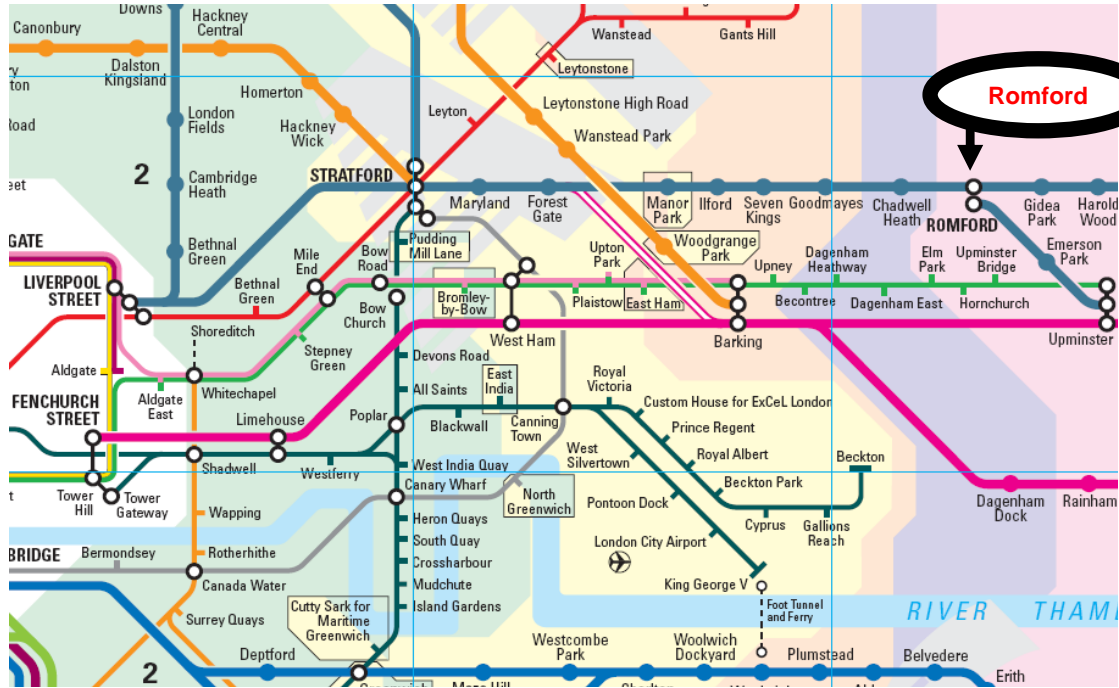 Downs
Hackney
Central
Canonbury
Dalston
Kingsland
Wanstead
Gants Hill
Leytonstone
Romford
Homerton
Leyton
Leytonstone High Road
London
Fields
Hackney
Wick
Wanstead Park
2
STRATFORD
Cambridge
Heath
Maryland
Forest
Gate
Manor
Park
Ilford
Seven
Kings
Goodmayes
Chadwell
Heath
ROMFORD
Gidea
Park
Harold
Wood
Bethnal
Green
Pudding
Mill Lane
Woodgrange
Park
Emerson
Park
GATE
LIVERPOOL
STREET
Mile
End
Bow
Road
Upton
Park
Upney
Dagenham
Heathway
Elm
Park
Upminster
Bridge
Bethnal
Green
Bow
Church
Bromley-
by-Bow
Plaistow
East Ham
Becontree
Dagenham East
Hornchurch
Shoreditch
Stepney
Green
West Ham
Barking
Upminster
Aldgate
Aldgate
East
Whitechapel
Devons Road
All Saints
East
India
Royal
Victoria
FENCHURCH
STREET
Limehouse
Poplar
Blackwall
Canning
Town
Custom House for ExCeL London
Prince Regent
Royal Albert
Beckton Park
Beckton
Shadwell
Westferry
West India Quay
West
Silvertown
Tower
Hill
Tower
Gateway
Canary Wharf
North
Greenwich
Pontoon Dock
Cyprus
Gallions
Reach
Dagenham
Dock
Rainham
Wapping
Heron Quays
South Quay
London City Airport
BRIDGE
Bermondsey
Rotherhithe
Crossharbour
Canada Water
Mudchute
King George V
Island Gardens
Foot Tunnel
and Ferry
RIVER THAM
Surrey Quays
Cutty Sark for
Maritime
Greenwich
2
Deptford
Westcombe
Park
Woolwich
Dockyard
Plumstead
Belvedere
Erith